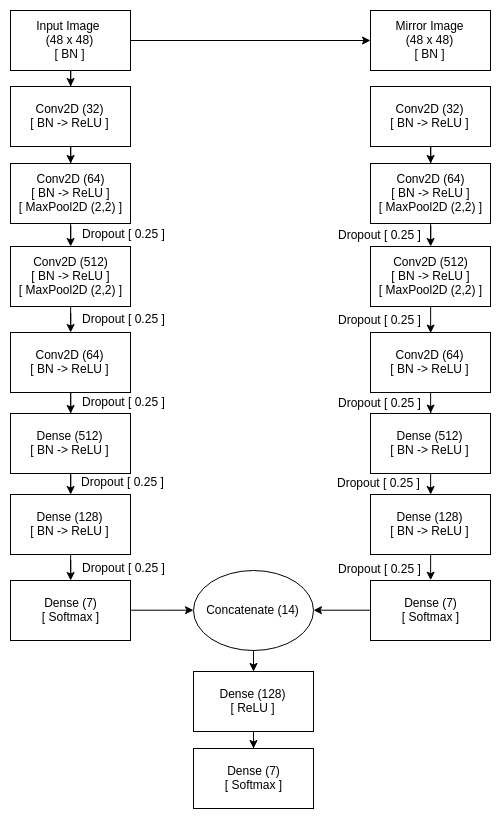 Input Image
(48 x 48)
[ BN ]
Conv2D (32)
[ BN -> ReLU ]
Conv2D (64)
[ BN -> ReLU ]
[ MaxPool2D (2,2) ]
Dropout [ 0.25 ]
Conv2D (512)
[ BN -> ReLU ]
[ MaxPool2D (2,2) ]
Dropout [ 0.25 ]
Conv2D (64)
[ BN -> ReLU ]
Dropout [ 0.25 ]
Dense (512)
[ BN -> ReLU ]
Dropout [ 0.25 ]
Dense (128)
[ BN -> ReLU ]
Dropout [ 0.25 ]
Dense (7)
[ Softmax ]
Mirror Image
(48 x 48)
[ BN ]
Conv2D (32)
[ BN -> ReLU ]
Conv2D (64)
[ BN -> ReLU ]
[ MaxPool2D (2,2) ]
Dropout [ 0.25 ]
Conv2D (512)
[ BN -> ReLU ]
[ MaxPool2D (2,2) ]
Dropout [ 0.25 ]
Conv2D (64)
[ BN -> ReLU ]
Dropout [ 0.25 ]
Dense (512)
[ BN -> ReLU ]
Dropout [ 0.25 ]
Dense (128)
[ BN -> ReLU ]
Dropout [ 0.25 ]
Dense (7)
[ Softmax ]
Concatenate (14)
Dense (128)
[ ReLU ]
Dense (7)
[ Softmax ]